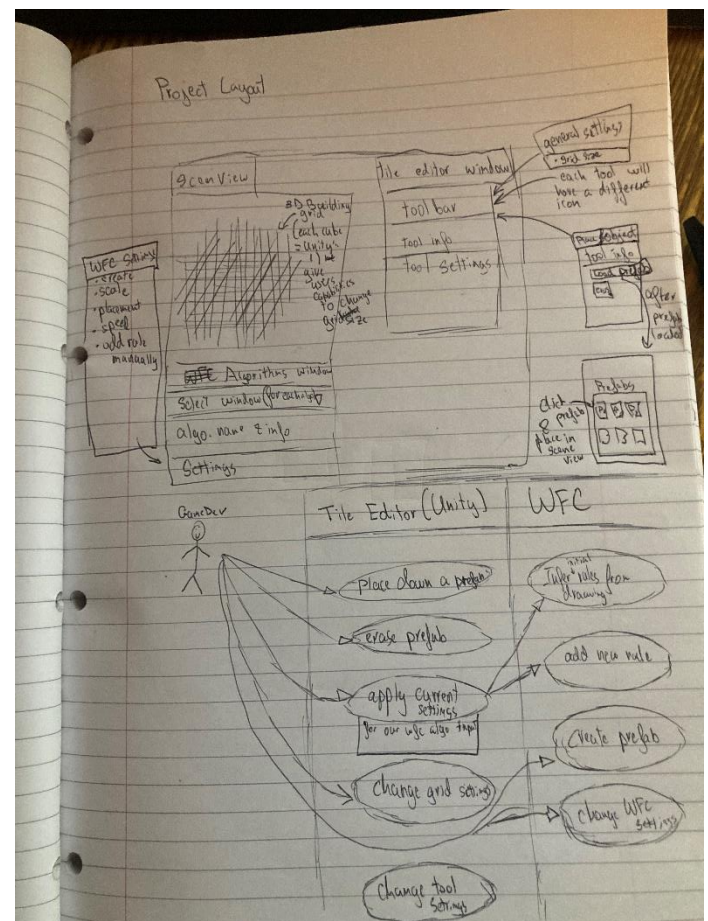 Project Layout
general settings
• grid size
each tool will
have a different
icon
Scen View
Tile editor window
tool bar
Tool info
Tool Settings
3D Building
grid
(each cube
= Unity's
give
users
to change
grid size
WFC Settings
• create
• scale
• placement
• speed
• add rule
manually
Algorithms window
Select window
algo. name & info
Settings
Place Object
tool info
Load prefab
after
prefab
loaded
Prefabs
click
prefab
&
place in
scene
view
GameDev
Tile Editor (Unity)
WFC
Place down a prefab
erase prefab
apply current
settings
for our wfc algo input
change grid settings
change tool
settings
initial
Infer rules from
drawing
add new rule
create prefab
change WFC
settings